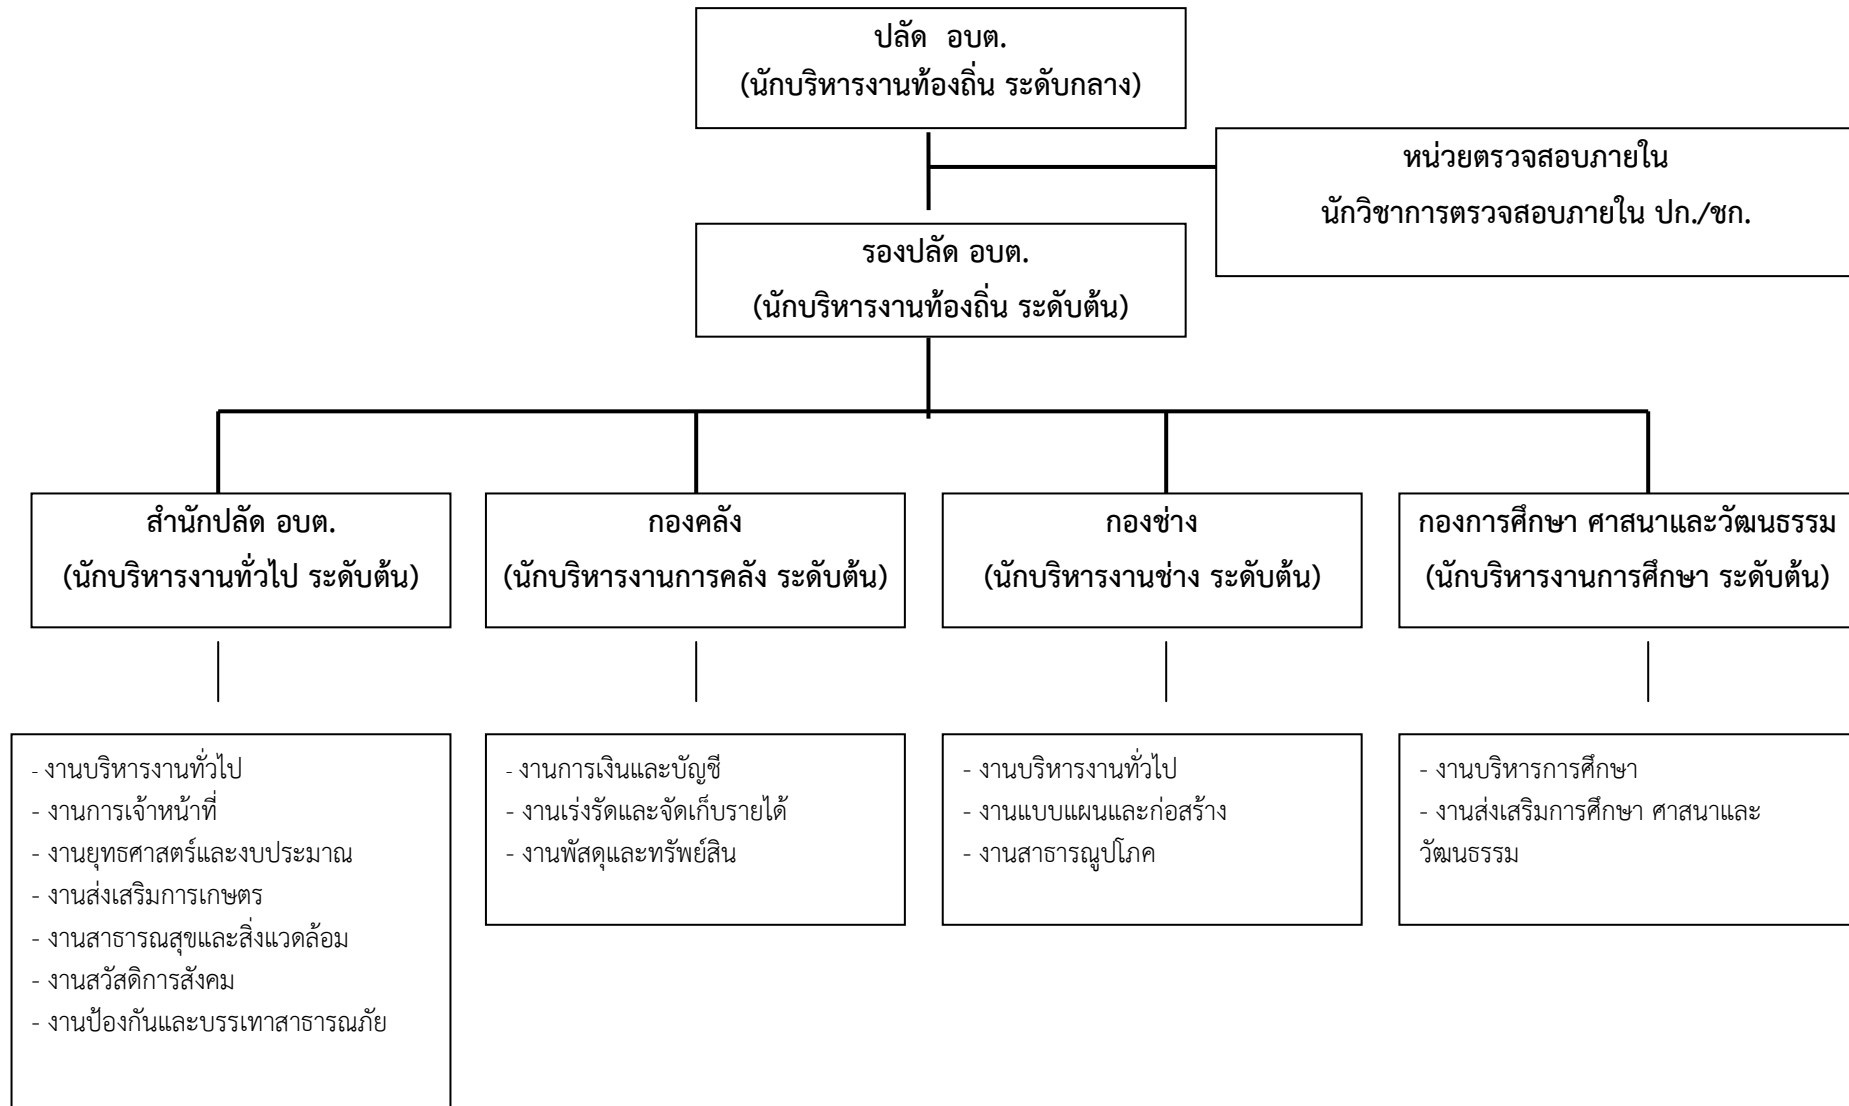 ปลัด  อบต.
(นักบริหารงานท้องถิ่น ระดับกลาง)
หน่วยตรวจสอบภายใน
นักวิชาการตรวจสอบภายใน ปก./ชก.
รองปลัด อบต.
(นักบริหารงานท้องถิ่น ระดับต้น)
สำนักปลัด อบต.
(นักบริหารงานทั่วไป ระดับต้น)
กองคลัง
(นักบริหารงานการคลัง ระดับต้น)
กองช่าง
(นักบริหารงานช่าง ระดับต้น)
กองการศึกษา ศาสนาและวัฒนธรรม
(นักบริหารงานการศึกษา ระดับต้น)
- งานบริหารงานทั่วไป
- งานการเจ้าหน้าที่
- งานยุทธศาสตร์และงบประมาณ
- งานส่งเสริมการเกษตร
- งานสาธารณสุขและสิ่งแวดล้อม
- งานสวัสดิการสังคม
- งานป้องกันและบรรเทาสาธารณภัย
- งานการเงินและบัญชี
- งานเร่งรัดและจัดเก็บรายได้
- งานพัสดุและทรัพย์สิน
- งานบริหารงานทั่วไป
- งานแบบแผนและก่อสร้าง
- งานสาธารณูปโภค
- งานบริหารการศึกษา
- งานส่งเสริมการศึกษา ศาสนาและ
วัฒนธรรม